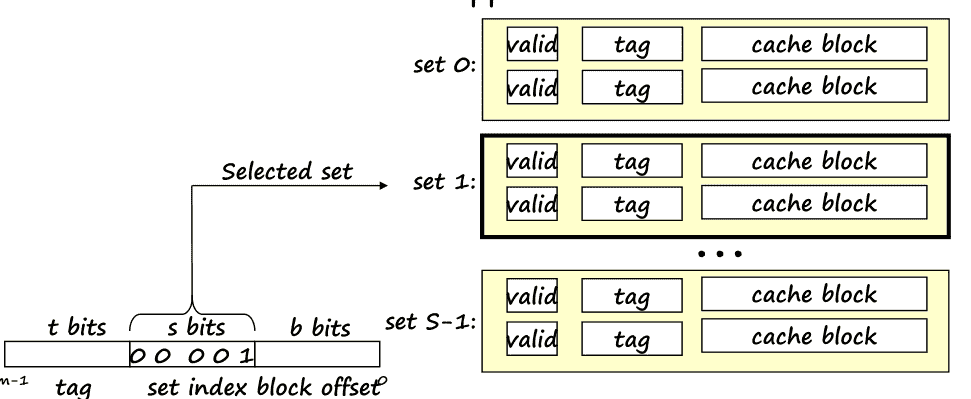 valid tag cache block
set 0:
valid tag cache block
valid tag cache block
Selected set
set 1:
valid tag cache block
• • •
valid tag cache block
t bits s bits b bits
set S-1:
valid tag cache block
0 0 0 0 1
m-1 0
tag set index block offset